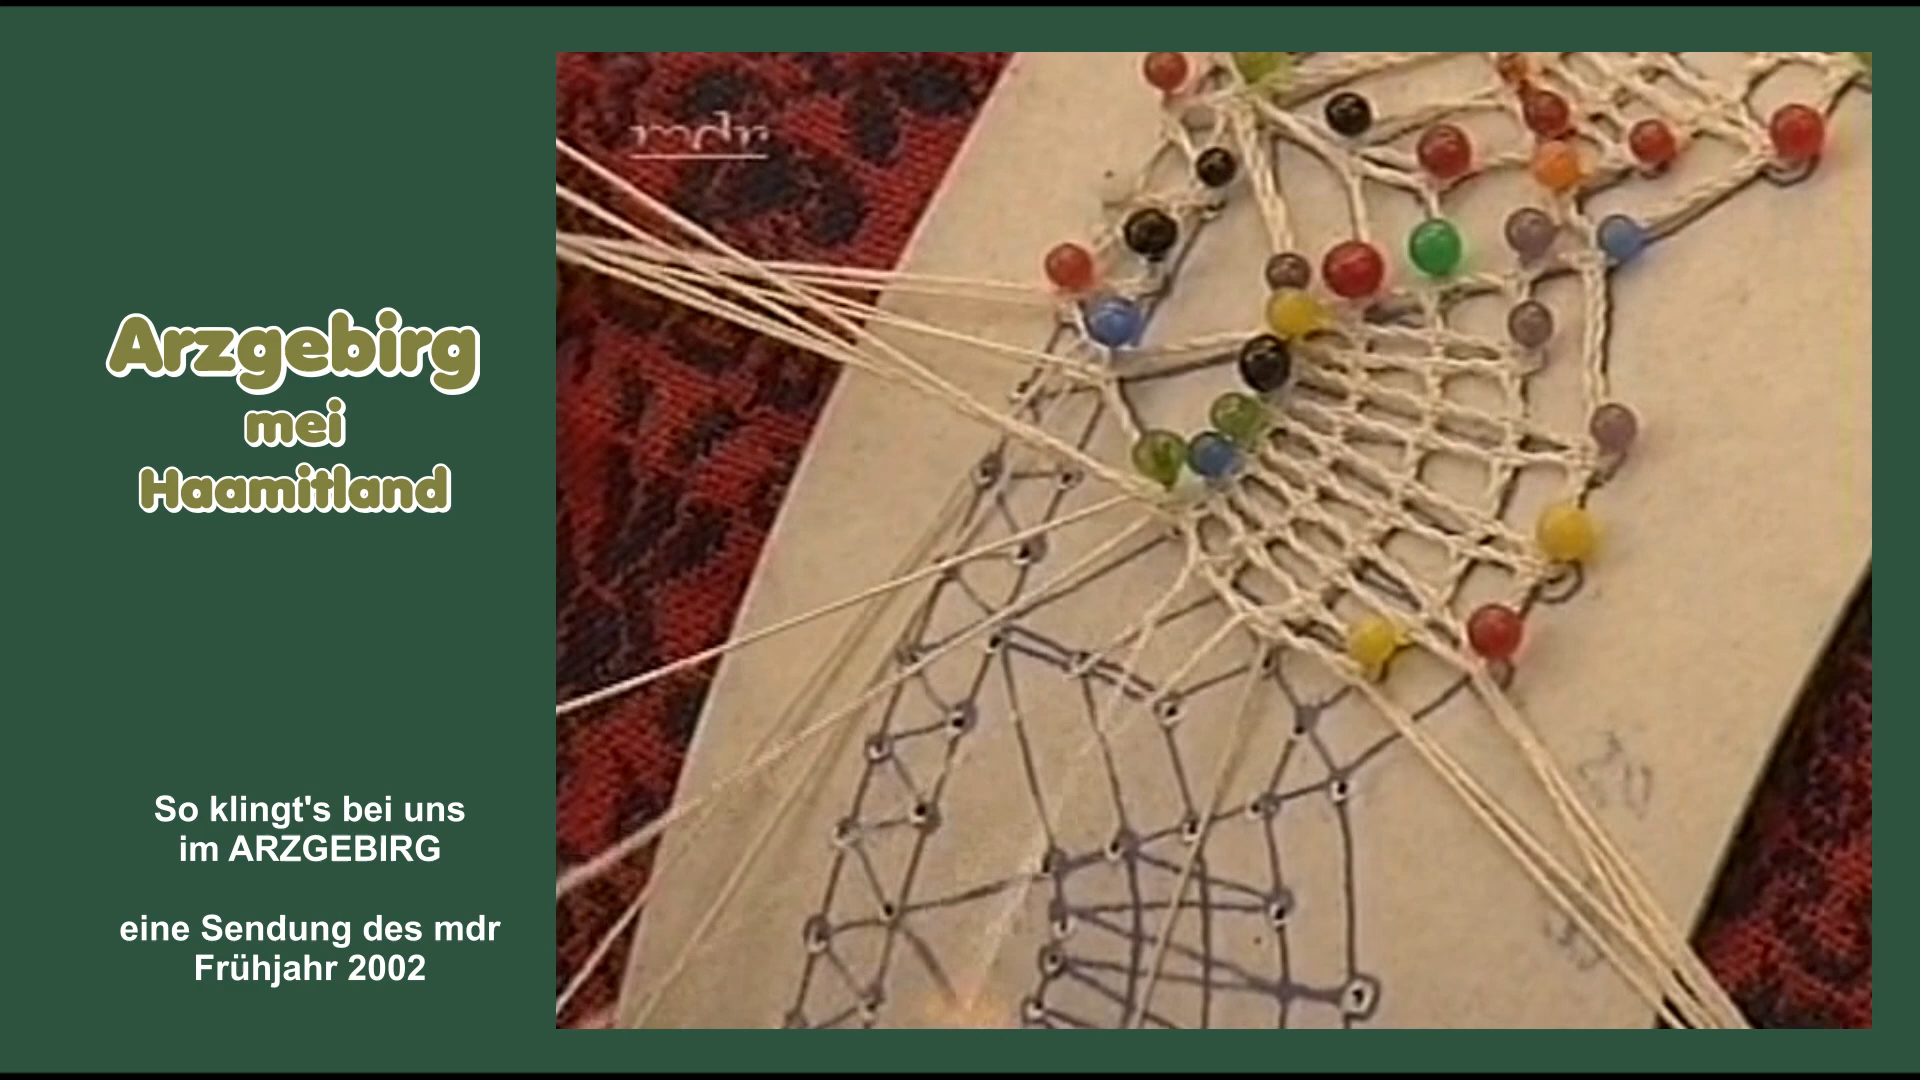 Arzgebirg
mei
Haamitland
So klingt's bei uns
im ARZGEBIRG
eine Sendung des mdr
Frühjahr 2002
mdr